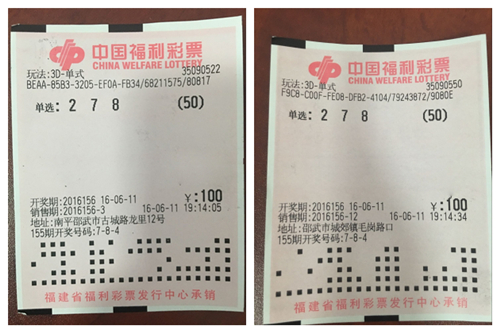 中国福利彩票
CHINA WELFARE LOTTERY
玩法:3D-单式 35090522
BEAA-85B3-3205-EF0A-FB34/68211575/80817
单选: 2 7 8 (50)
开奖期:2016156 16-06-11 ¥:100
销售期:2016156-3 16-06-11 19:14:05
地址:南平邵武市古城路龙里12号
155期开奖号码:7-8-4
福建省福利彩票发行中心承销
中国福利彩票
CHINA WELFARE LOTTERY
玩法:3D-单式 35090550
F9C8-C00F-FE08-DFB2-4104/79243872/9080E
单选: 2 7 8 (50)
开奖期:2016156 16-06-11 ¥:100
销售期:2016156-12 16-06-11 19:14:34
地址:邵武市城郊镇毛岗路口
155期开奖号码:7-8-4
福建省福利彩票发行中心承销